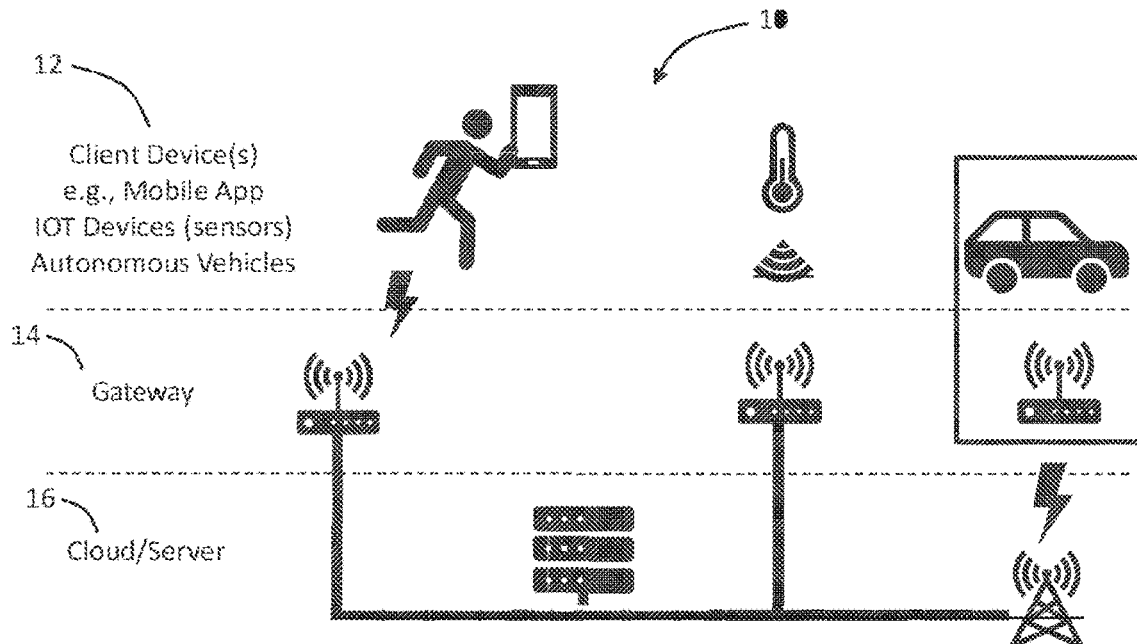 10
12
Client Device(s)
e.g., Mobile App
IOT Devices (sensors)
Autonomous Vehicles
14
Gateway
16
Cloud/Server